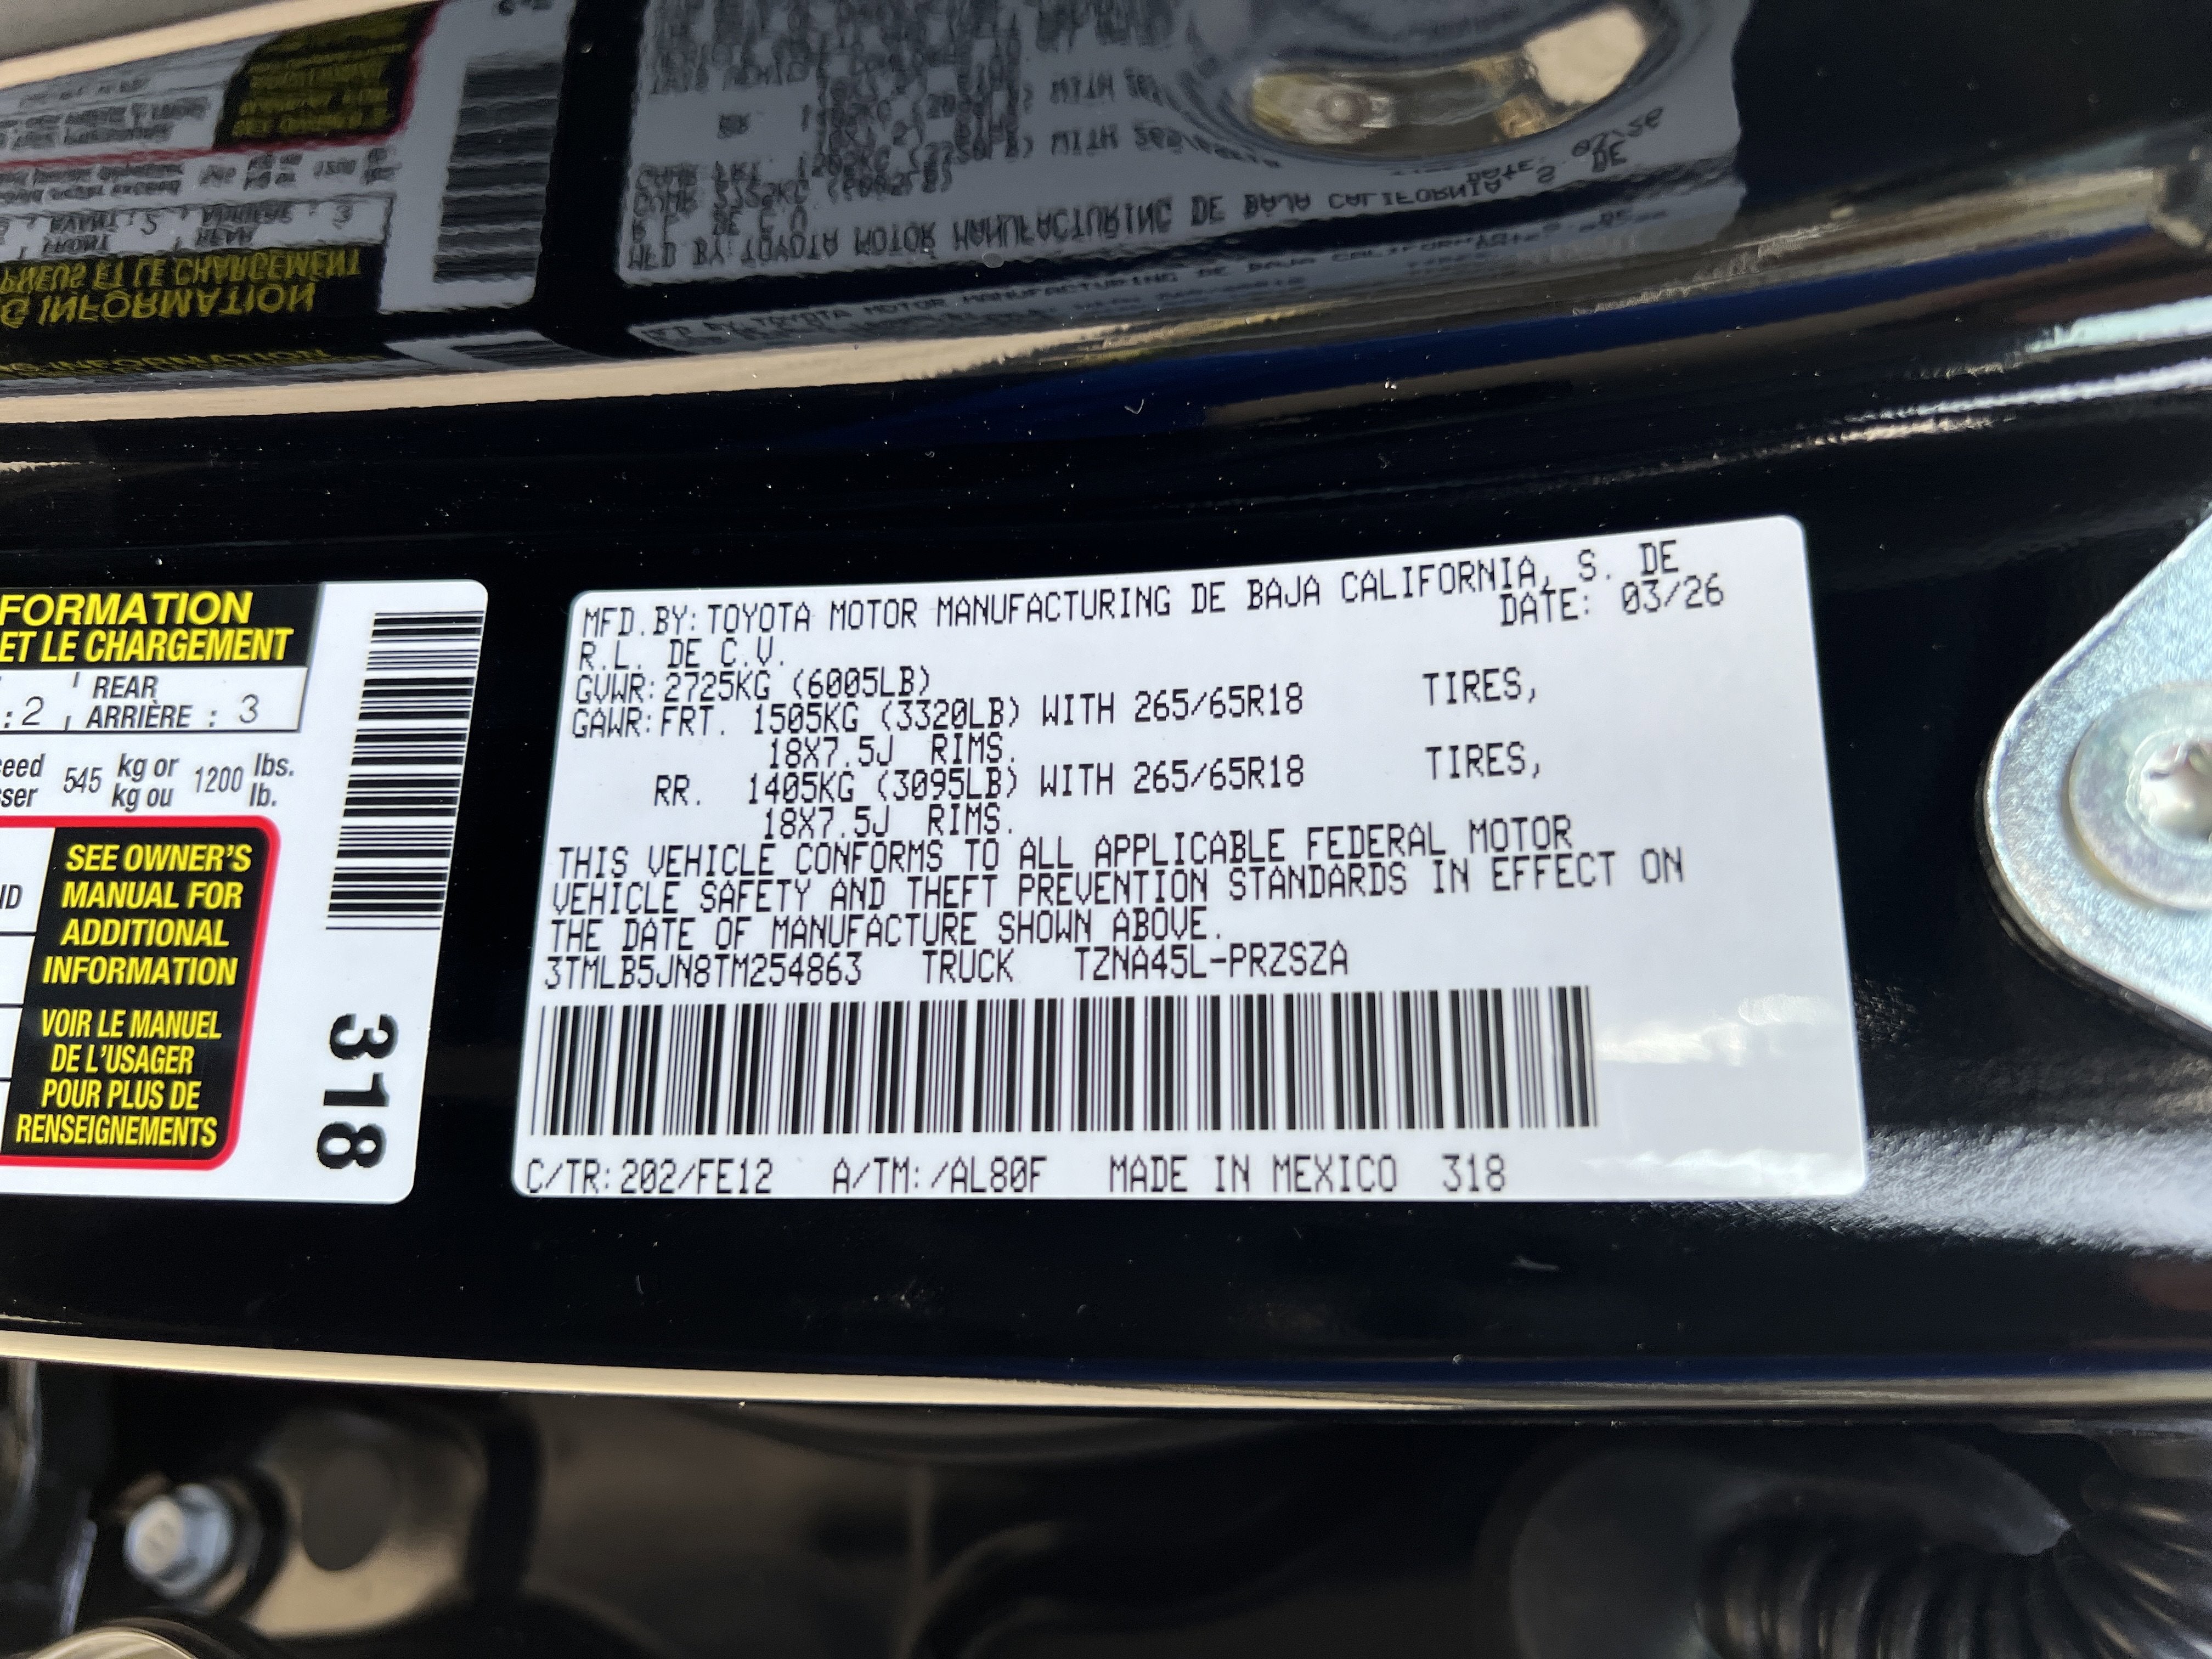 FORMATION
ET LE CHARGEMENT
REAR
: 2 ARRIÈRE : 3
545 kg or 1200 lbs.
kg ou lb.
SEE OWNER'S
MANUAL FOR
ADDITIONAL
INFORMATION
VOIR LE MANUEL
DE L'USAGER
POUR PLUS DE
RENSEIGNEMENTS
318
MFD.BY:TOYOTA MOTOR MANUFACTURING DE BAJA CALIFORNIA, S. DE
R.L. DE C.V. DATE: 03/26
GVWR:2725KG (6005LB)
GAWR:FRT. 1505KG (3320LB) WITH 265/65R18 TIRES,
18X7.5J RIMS.
RR. 1405KG (3095LB) WITH 265/65R18 TIRES,
18X7.5J RIMS.
THIS VEHICLE CONFORMS TO ALL APPLICABLE FEDERAL MOTOR
VEHICLE SAFETY AND THEFT PREVENTION STANDARDS IN EFFECT ON
THE DATE OF MANUFACTURE SHOWN ABOVE.
3TMLB5JN8TM254863 TRUCK TZNA45L-PRZSZA
C/TR:202/FE12 A/TM:/AL80F MADE IN MEXICO 318